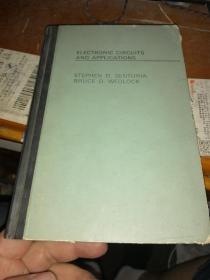 ELECTRONIC CIRCUITS
AND APPLICATIONS
STEPHEN D. SENTURIA
BRUCE D. WEDLOCK